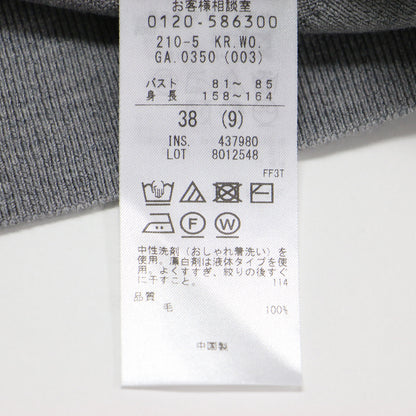 お客様相談室
0120-586300
210-5 KR.WO.
GA.0350 (003)
バスト 81～ 85
身 長 158～164
38 (9)
INS. 437980
LOT 8012548
FF3T
F W
中性洗剤（おしゃれ着洗い）を
使用。漂白剤は液体タイプを使
用。よくすすぎ、絞りの後すぐ
に干すこと。 114
品質
毛 100%
中国製